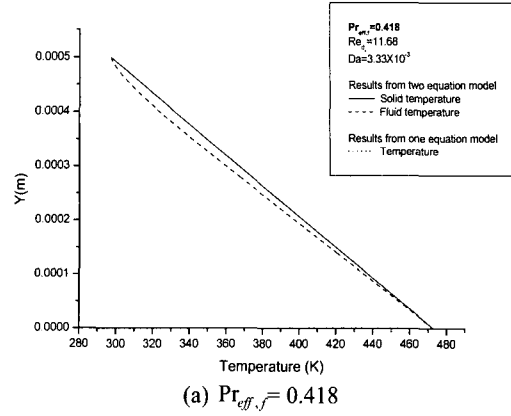 Pr_eff,f=0.418
Re_d=11.68
Da=3.33X10^-3
Results from two equation model
Solid temperature
Fluid temperature
Results from one equation model
Temperature
Y(m)
0.0005
0.0004
0.0003
0.0002
0.0001
0.0000
280 300 320 340 360 380 400 420 440 460 480
Temperature (K)
(a) Pr_eff,f = 0.418